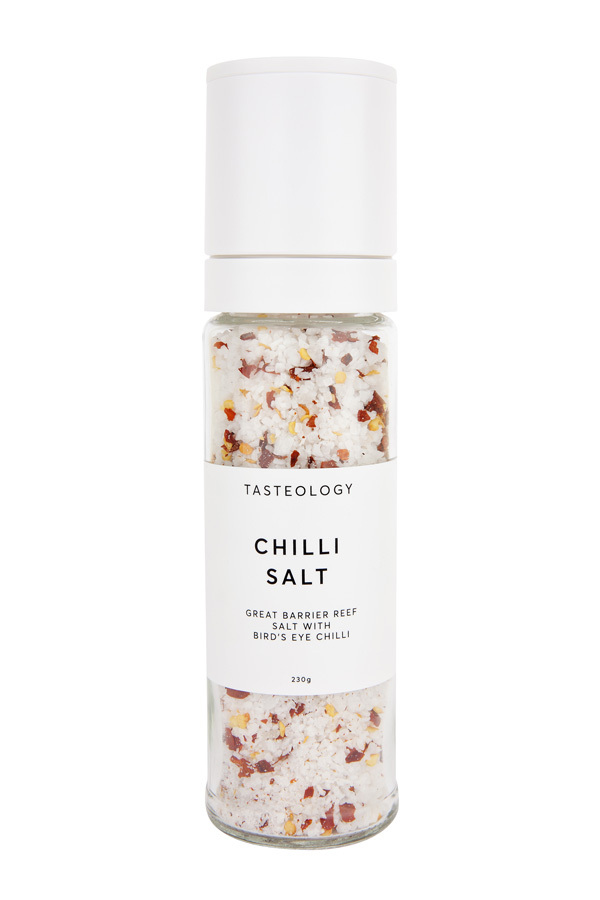 TASTEOLOGY
CHILLI
SALT
GREAT BARRIER REEF
SALT WITH
BIRD'S EYE CHILLI
230g